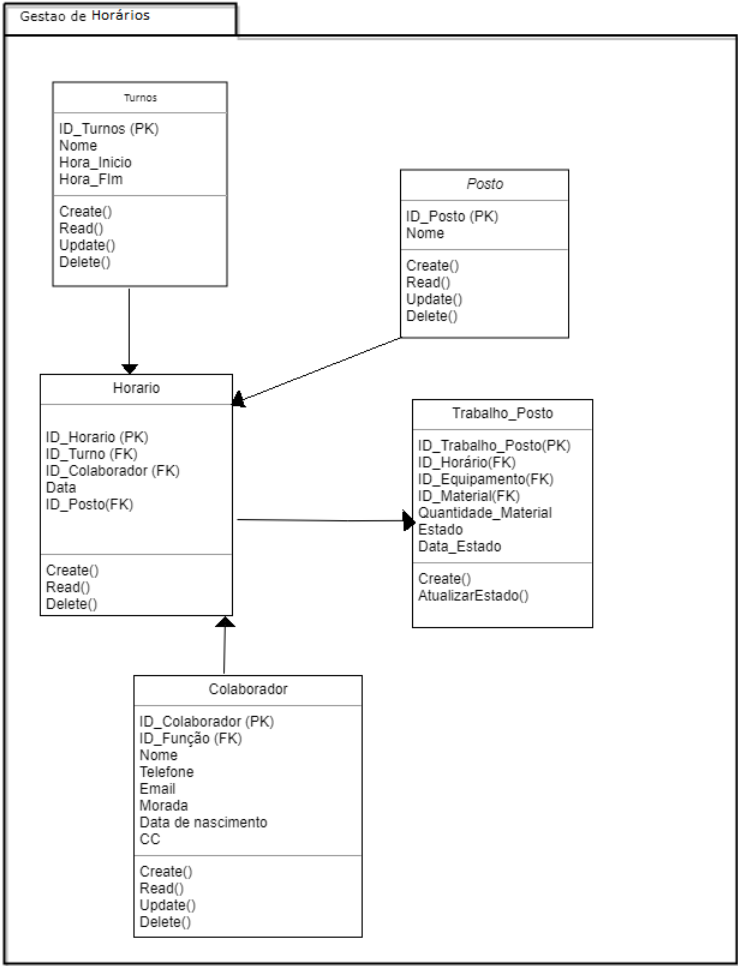 Gestao de Horários
Turnos
ID_Turnos (PK)
Nome
Hora_Inicio
Hora_FIm
Create()
Read()
Update()
Delete()
Posto
ID_Posto (PK)
Nome
Create()
Read()
Update()
Delete()
Horario
ID_Horario (PK)
ID_Turno (FK)
ID_Colaborador (FK)
Data
ID_Posto(FK)
Create()
Read()
Delete()
Trabalho_Posto
ID_Trabalho_Posto(PK)
ID_Horário(FK)
ID_Equipamento(FK)
ID_Material(FK)
Quantidade_Material
Estado
Data_Estado
Create()
AtualizarEstado()
Colaborador
ID_Colaborador (PK)
ID_Função (FK)
Nome
Telefone
Email
Morada
Data de nascimento
CC
Create()
Read()
Update()
Delete()